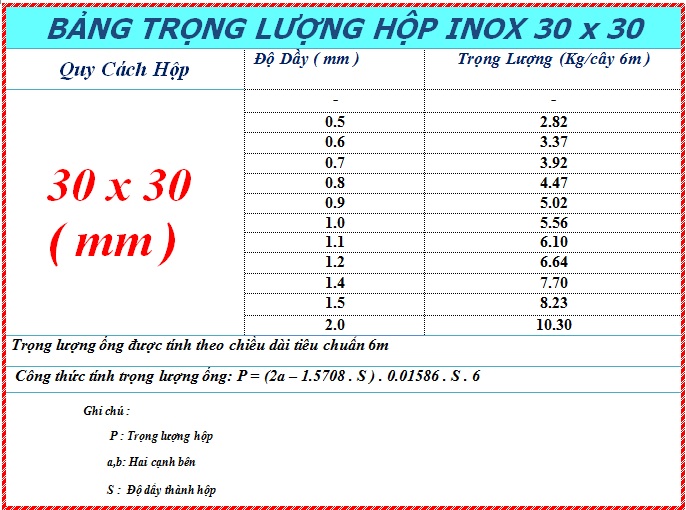 BẢNG TRỌNG LƯỢNG HỘP INOX 30 x 30
Quy Cách Hộp
Độ Dầy ( mm )
Trọng Lượng (Kg/cây 6m )
30 x 30
( mm )
- -
0.5 2.82
0.6 3.37
0.7 3.92
0.8 4.47
0.9 5.02
1.0 5.56
1.1 6.10
1.2 6.64
1.4 7.70
1.5 8.23
2.0 10.30
Trọng lượng ống được tính theo chiều dài tiêu chuẩn 6m
Công thức tính trọng lượng ống: P = (2a – 1.5708 . S ) . 0.01586 . S . 6
Ghi chú :
P : Trọng lượng hộp
a,b: Hai cạnh bên
S : Độ dầy thành hộp